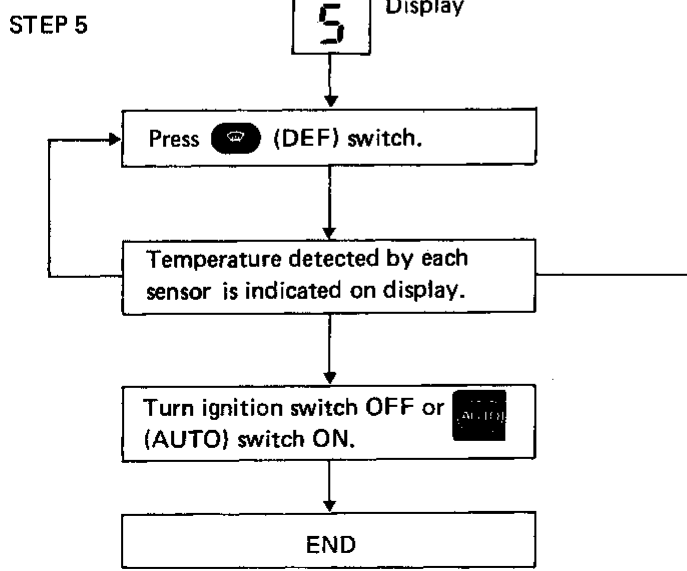 Display
STEP 5
5
Press (DEF) switch.
Temperature detected by each
sensor is indicated on display.
Turn ignition switch OFF or AUTO
(AUTO) switch ON.
END